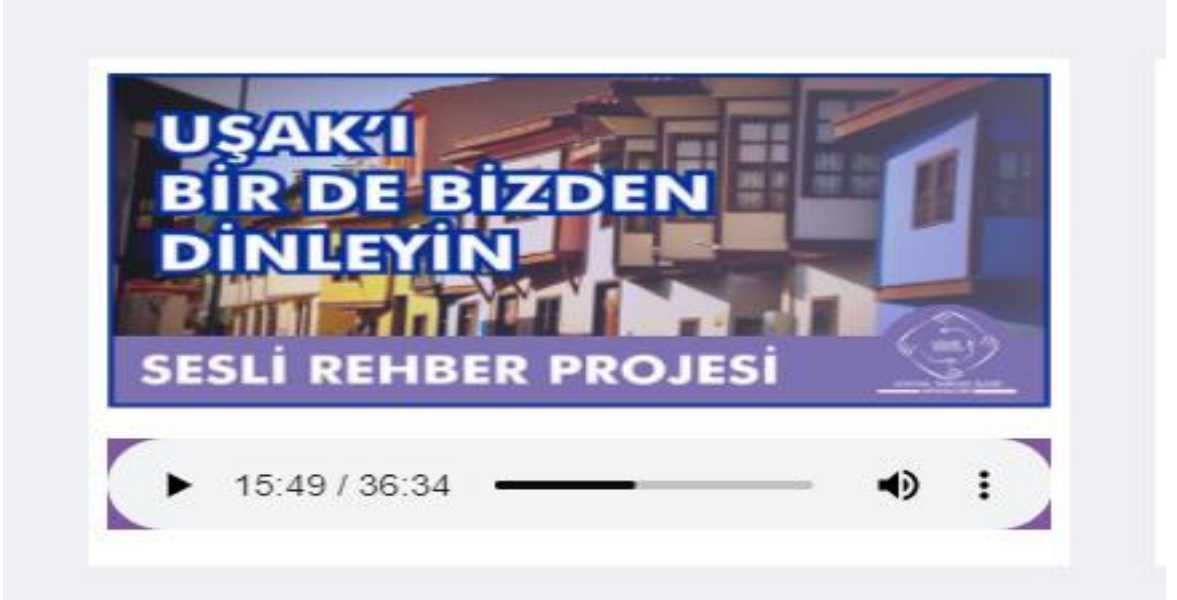 UŞAK'I
BİR DE BİZDEN
DİNLEYİN
SESLİ REHBER PROJESİ
15:49 / 36:34